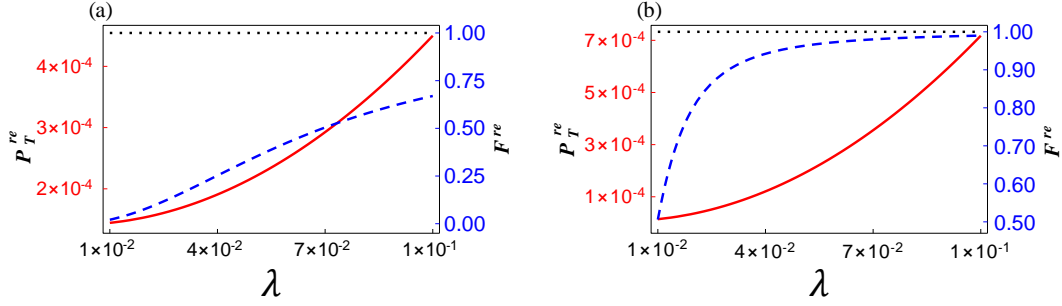 (a)
4×10⁻⁴
3×10⁻⁴
2×10⁻⁴
P_T^re
1.00
0.75
0.50
0.25
0.00
F^re
1×10⁻² 4×10⁻² 7×10⁻² 1×10⁻¹
λ
(b)
7×10⁻⁴
5×10⁻⁴
3×10⁻⁴
1×10⁻⁴
P_T^re
1.00
0.90
0.80
0.70
0.60
0.50
F^re
1×10⁻² 4×10⁻² 7×10⁻² 1×10⁻¹
λ